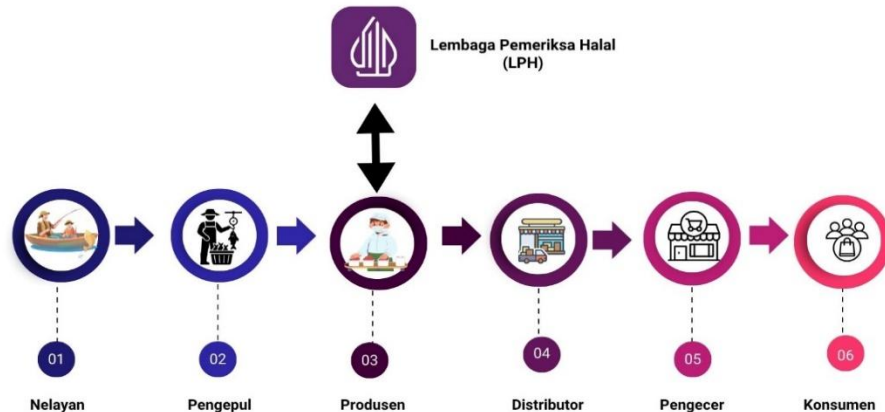 Lembaga Pemeriksa Halal
(LPH)
01
02
03
04
05
06
Nelayan
Pengepul
Produsen
Distributor
Pengecer
Konsumen